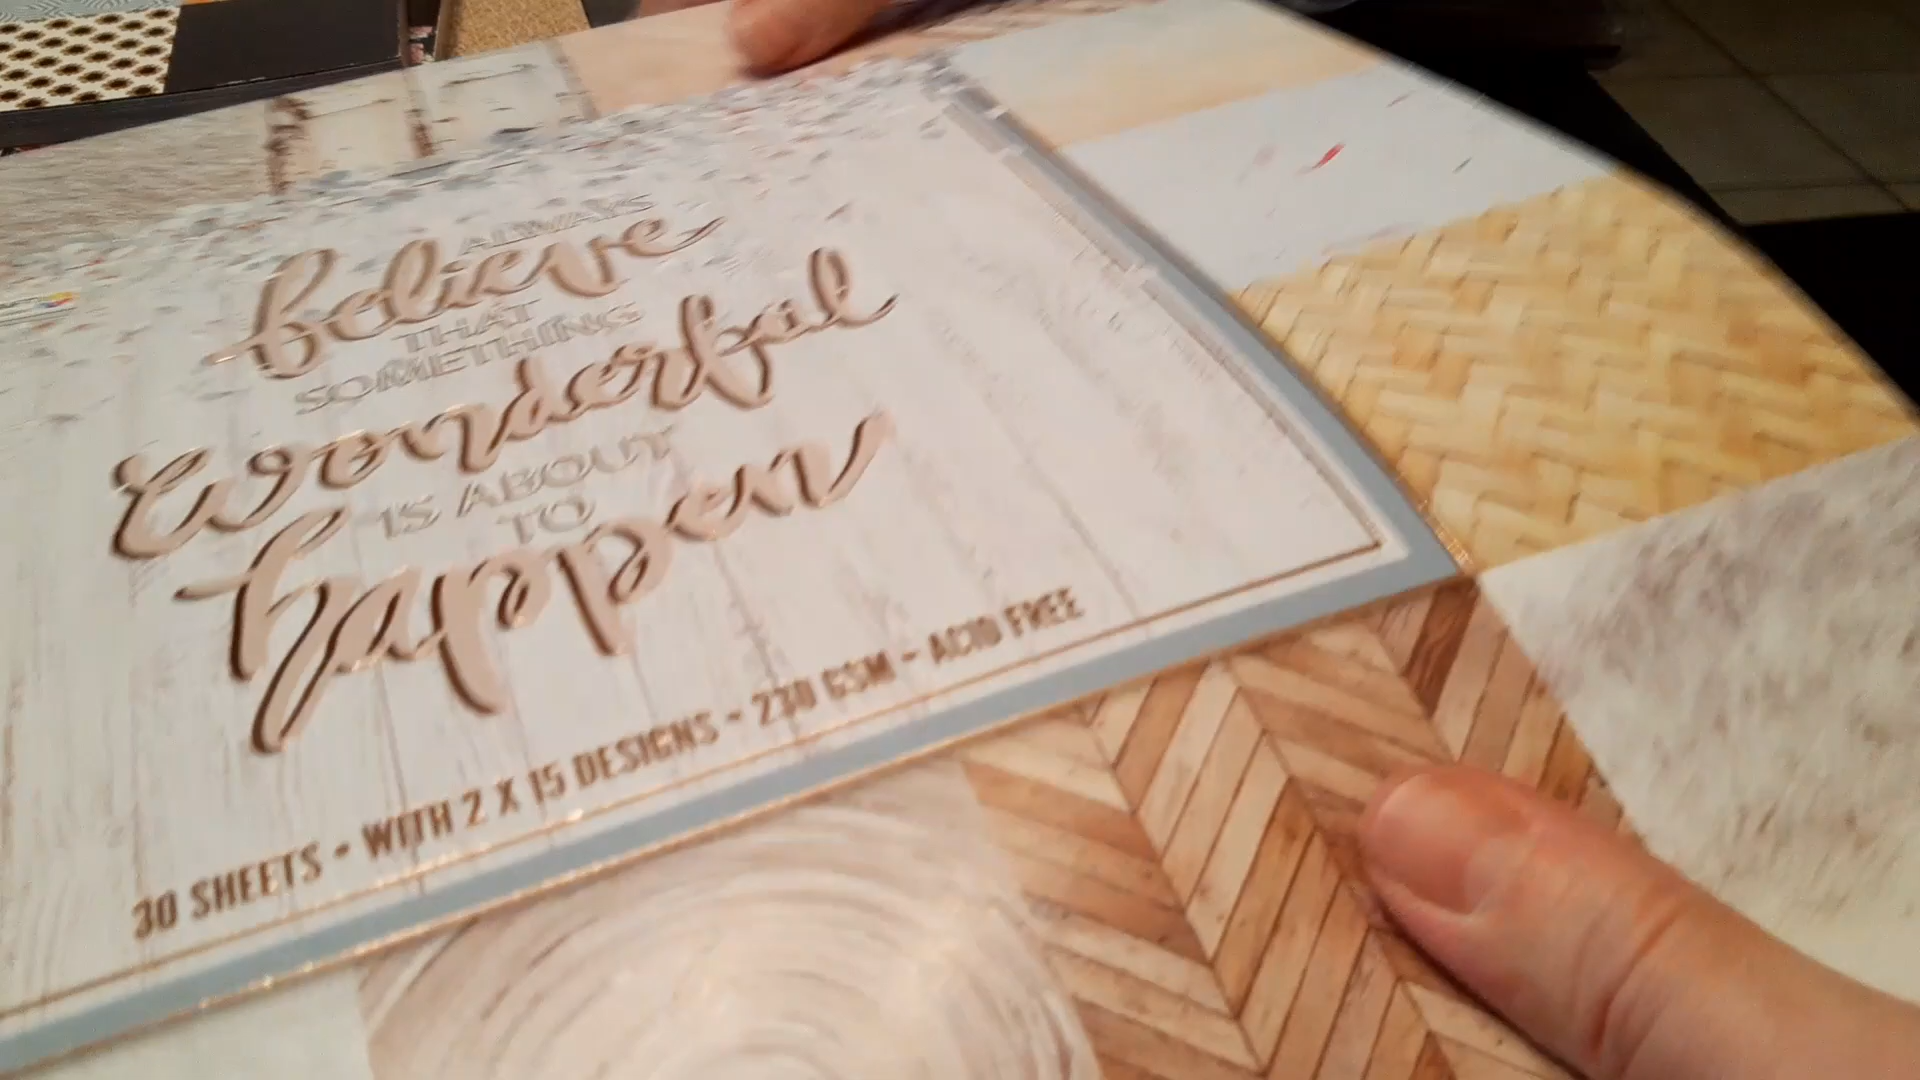 ALWAYS
believe
THAT
SOMETHING
wonderful
IS ABOUT
TO
happen
30 SHEETS - WITH 2 X 15 DESIGNS - 230 GSM - ACID FREE